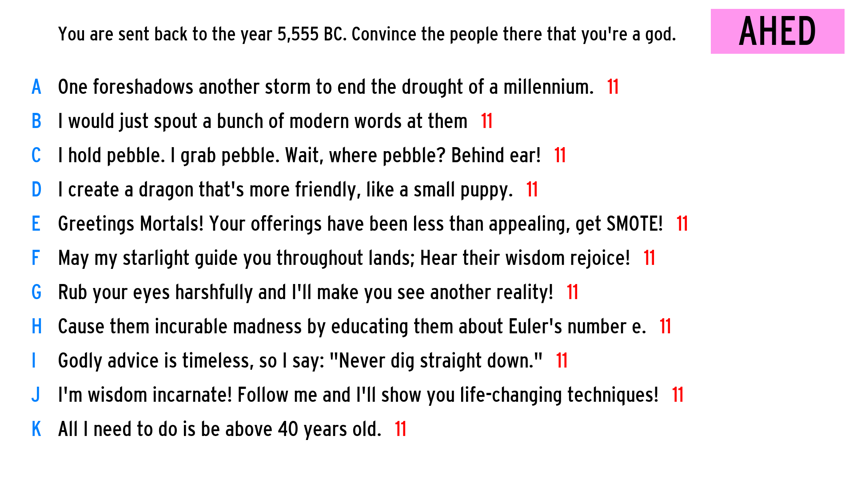 You are sent back to the year 5,555 BC. Convince the people there that you're a god.
AHED
A One foreshadows another storm to end the drought of a millennium. 11
B I would just spout a bunch of modern words at them 11
C I hold pebble. I grab pebble. Wait, where pebble? Behind ear! 11
D I create a dragon that's more friendly, like a small puppy. 11
E Greetings Mortals! Your offerings have been less than appealing, get SMOTE! 11
F May my starlight guide you throughout lands; Hear their wisdom rejoice! 11
G Rub your eyes harshfully and I'll make you see another reality! 11
H Cause them incurable madness by educating them about Euler's number e. 11
I Godly advice is timeless, so I say: "Never dig straight down." 11
J I'm wisdom incarnate! Follow me and I'll show you life-changing techniques! 11
K All I need to do is be above 40 years old. 11